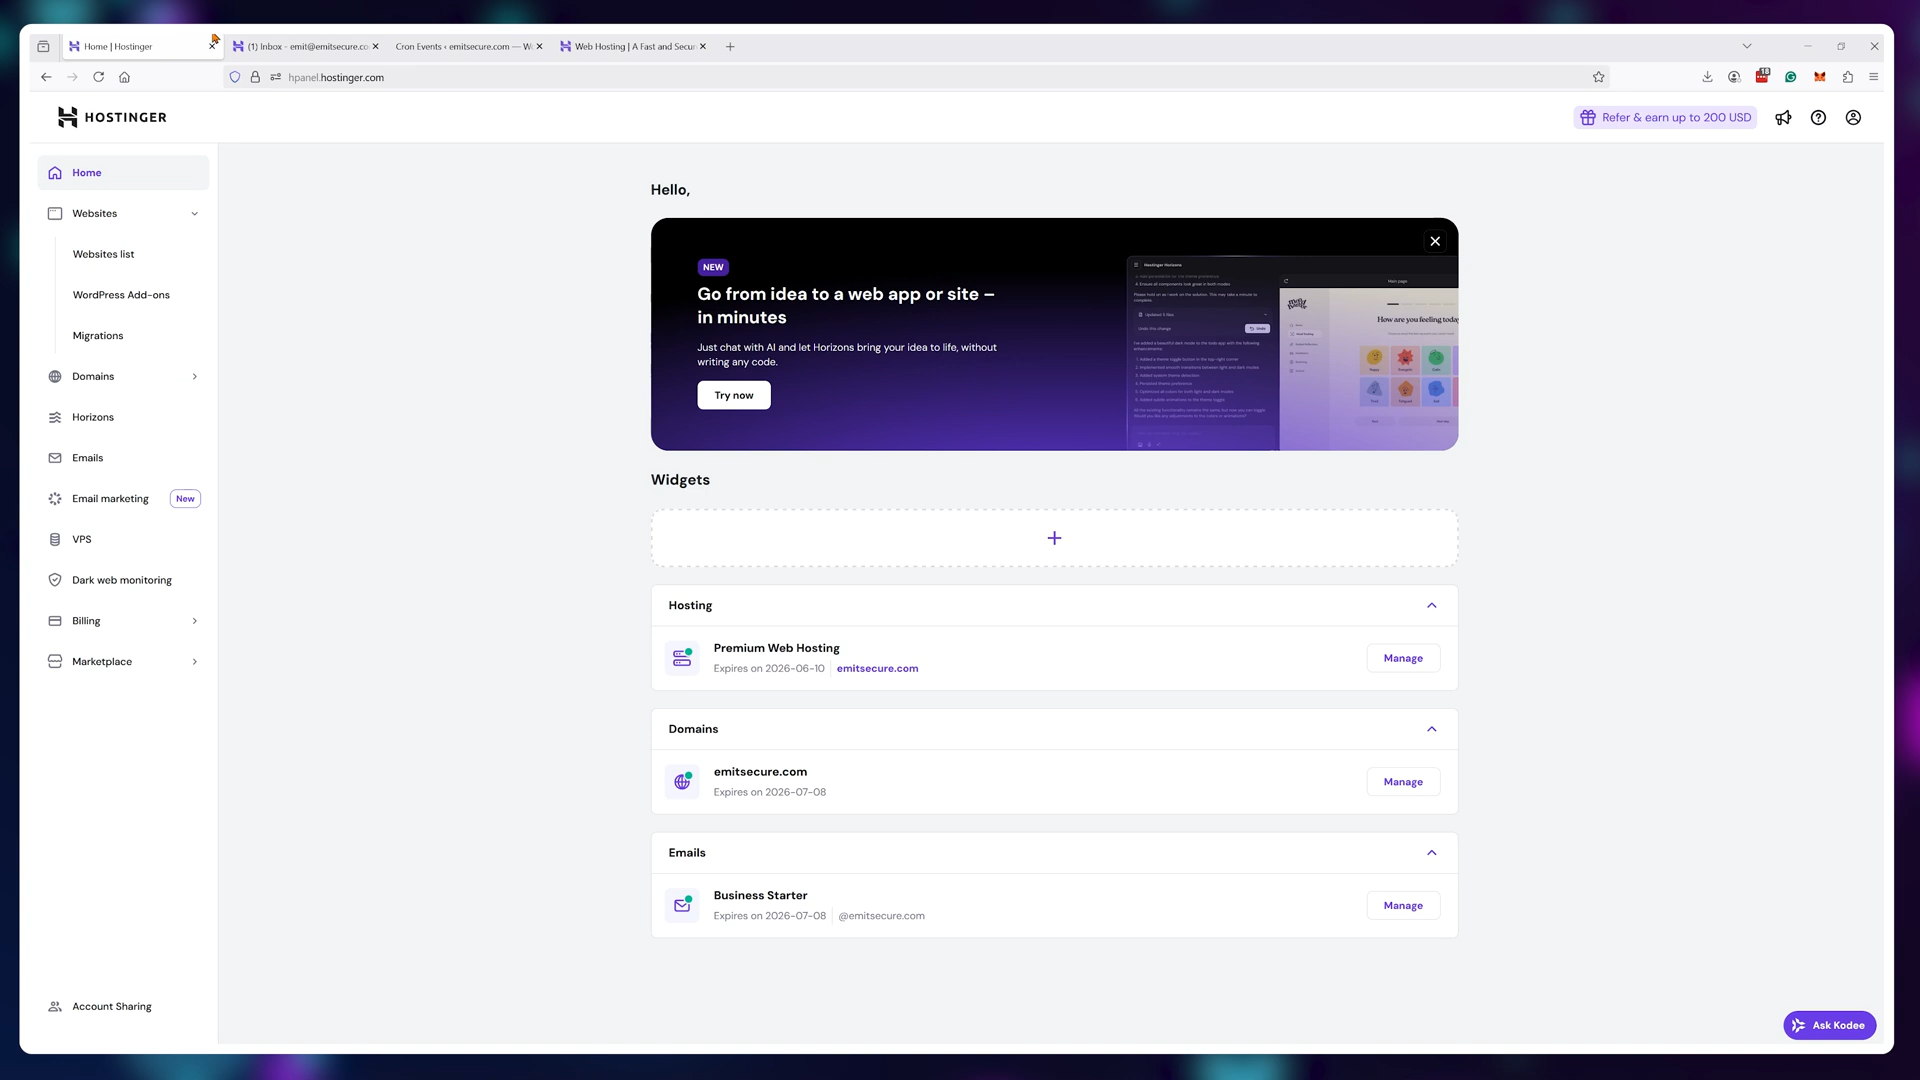 Home | Hostinger
(1) Inbox - emit@emitsecure.co
Cron Events ‹ emitsecure.com — W
Web Hosting | A Fast and Secu
hpanel.hostinger.com
HOSTINGER
Refer & earn up to 200 USD
Home
Websites
Websites list
WordPress Add-ons
Migrations
Domains
Horizons
Emails
Email marketing New
VPS
Dark web monitoring
Billing
Marketplace
Account Sharing
Hello,
NEW
Go from idea to a web app or site –
in minutes
Just chat with AI and let Horizons bring your idea to life, without
writing any code.
Try now
Hostinger Horizons
Main page
How are you feeling today
Widgets
Hosting
Premium Web Hosting
Expires on 2026-06-10 emitsecure.com
Manage
Domains
emitsecure.com
Expires on 2026-07-08
Manage
Emails
Business Starter
Expires on 2026-07-08 @emitsecure.com
Manage
Ask Kodee